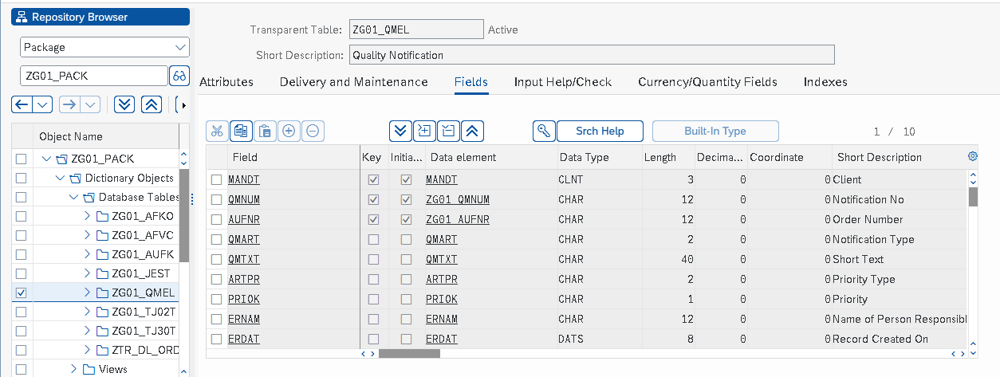 Repository Browser
Package
ZG01_PACK
Object Name
ZG01_PACK
Dictionary Objects
Database Tables
ZG01_AFKO
ZG01_AFVC
ZG01_AUFK
ZG01_JEST
ZG01_QMEL
ZG01_TJ02T
ZG01_TJ30T
ZTR_DL_ORD
Views
Transparent Table: ZG01_QMEL Active
Short Description: Quality Notification
Attributes Delivery and Maintenance Fields Input Help/Check Currency/Quantity Fields Indexes
Srch Help Built-In Type 1 / 10
Field Key Initia... Data element Data Type Length Decima... Coordinate Short Description
MANDT MANDT CLNT 3 0 0 Client
QMNUM ZG01_QMNUM CHAR 12 0 0 Notification No
AUFNR ZG01_AUFNR CHAR 12 0 0 Order Number
QMART QMART CHAR 2 0 0 Notification Type
QMTXT QMTXT CHAR 40 0 0 Short Text
ARTPR ARTPR CHAR 2 0 0 Priority Type
PRIOK PRIOK CHAR 1 0 0 Priority
ERNAM ERNAM CHAR 12 0 0 Name of Person Responsibl
ERDAT ERDAT DATS 8 0 0 Record Created On